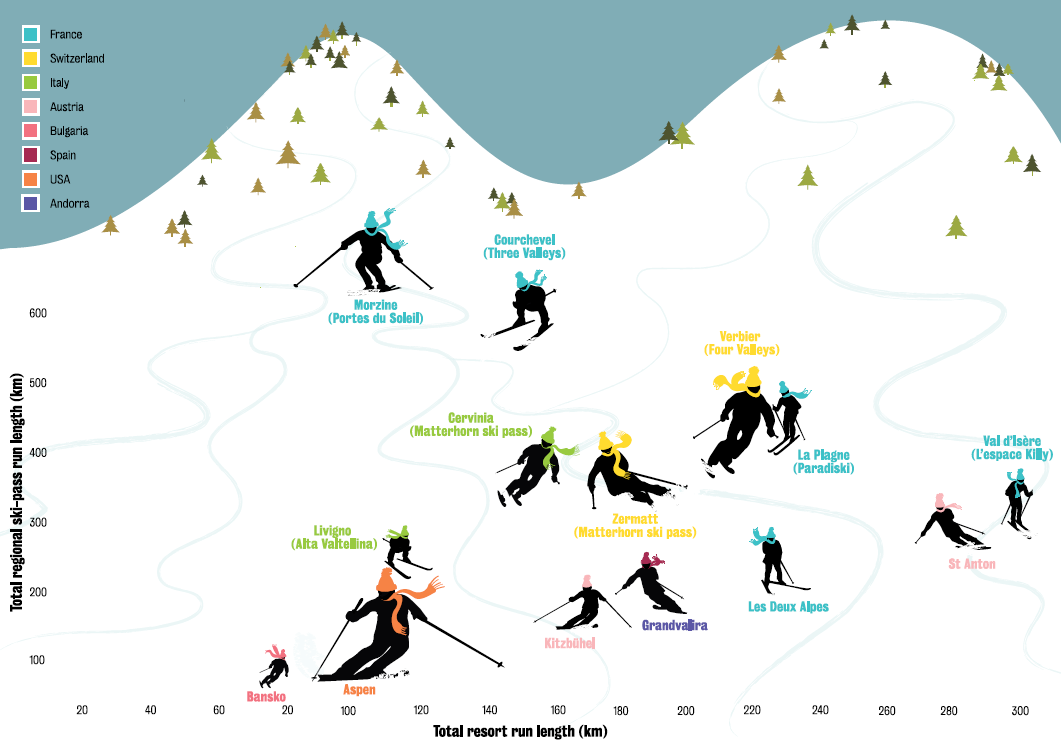 France
Switzerland
Italy
Austria
Bulgaria
Spain
USA
Andorra
Courchevel
(Three Valleys)
Morzine
(Portes du Soleil)
Verbier
(Four Valleys)
Cervinia
(Matterhorn ski pass)
La Plagne
(Paradiski)
Val d'Isère
(L'espace Killy)
Zermatt
(Matterhorn ski pass)
Livigno
(Alta Valtellina)
St Anton
Les Deux Alpes
Grandvalira
Kitzbühel
Bansko
Aspen
Total regional ski-pass run length (km)
600
500
400
300
200
100
20 40 60 20 100 120 140 160 180 200 220 240 260 280 300
Total resort run length (km)